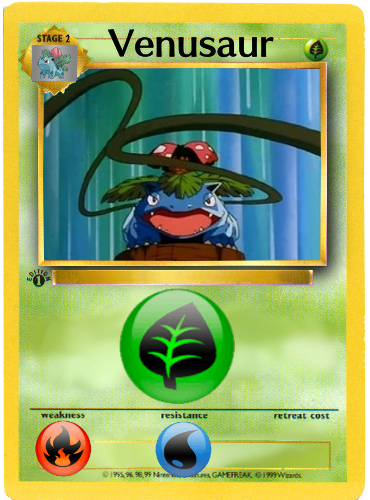 STAGE 2
Venusaur
EDITION
1
weakness
resistance
retreat cost
© 1995, 96, 98, 99 Nintendo, Creatures, GAMEFREAK. © 1999 Wizards.